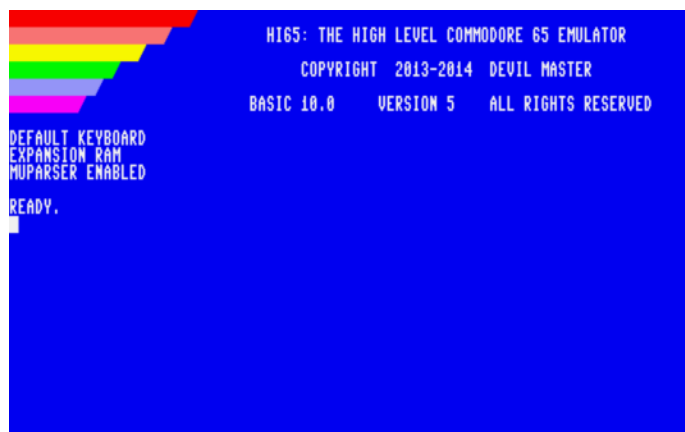 HI65: THE HIGH LEVEL COMMODORE 65 EMULATOR
COPYRIGHT 2013-2014 DEVIL MASTER
BASIC 10.0 VERSION 5 ALL RIGHTS RESERVED
DEFAULT KEYBOARD
EXPANSION RAM
MUPARSER ENABLED
READY.